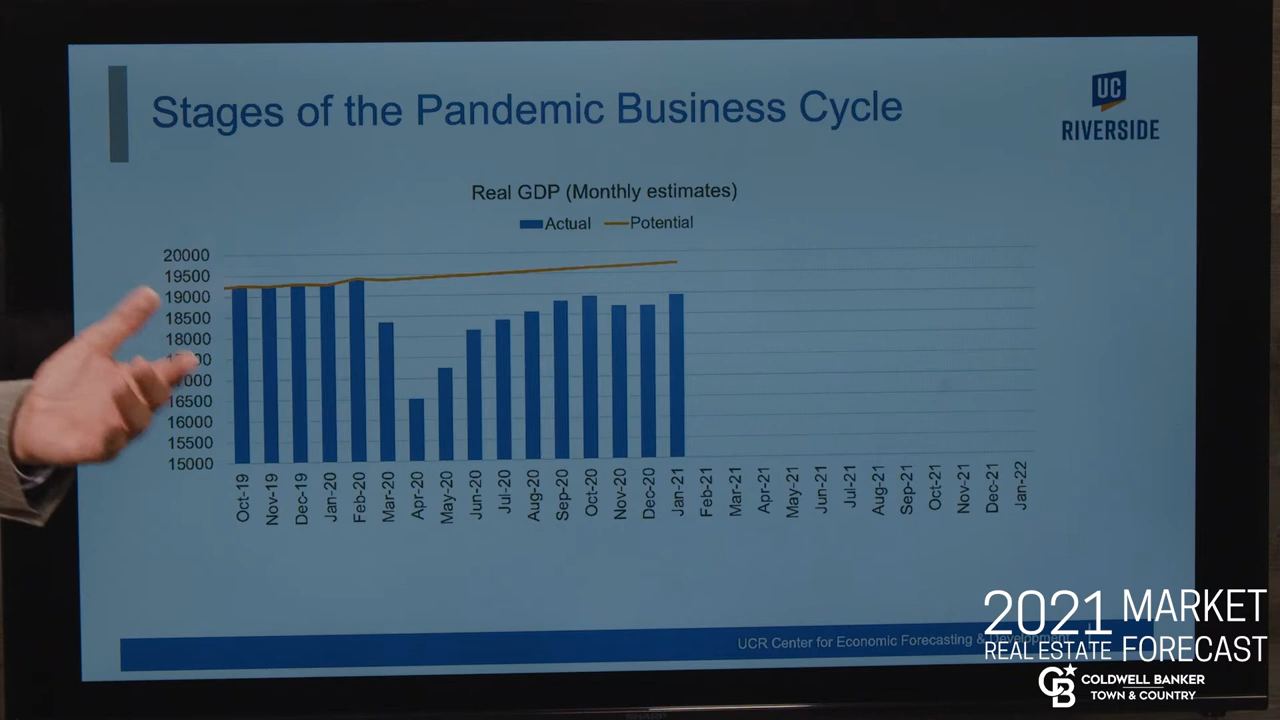 Stages of the Pandemic Business Cycle
UC
RIVERSIDE
Real GDP (Monthly estimates)
Actual Potential
20000
19500
19000
18500
18000
16500
16000
15500
15000
Oct-19 Nov-19 Dec-19 Jan-20 Feb-20 Mar-20 Apr-20 May-20 Jun-20 Jul-20 Aug-20 Sep-20 Oct-20 Nov-20 Dec-20 Jan-21 Feb-21 Mar-21 Apr-21 May-21 Jun-21 Jul-21 Aug-21 Sep-21 Oct-21 Nov-21 Dec-21 Jan-22
UCR Center for Economic Forecasting & Development
2021 MARKET
REAL ESTATE FORECAST
CB COLDWELL BANKER
TOWN & COUNTRY